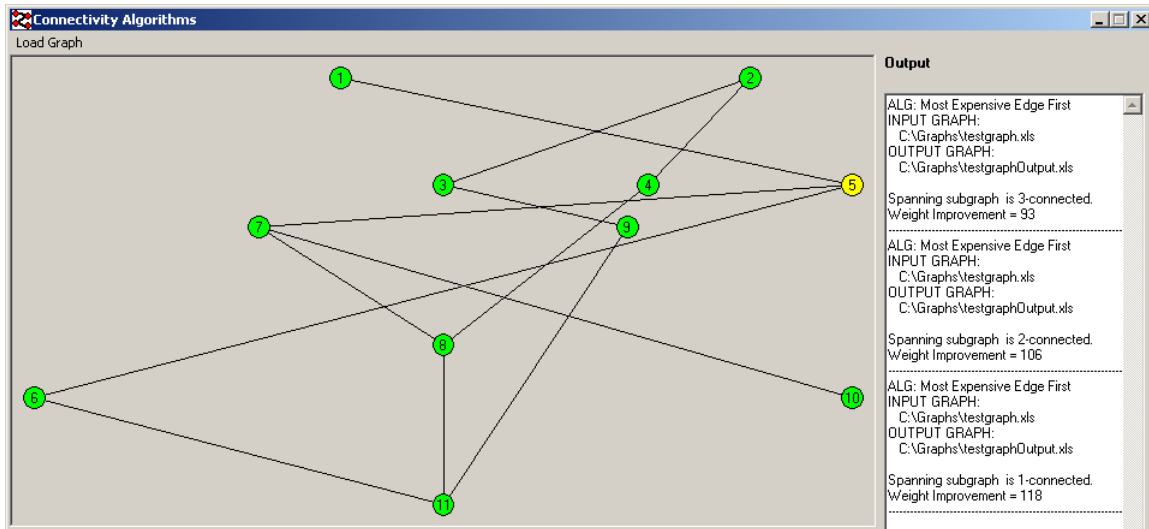 Connectivity Algorithms
Load Graph
1
2
3
4
5
7
9
8
6
10
11
Output
ALG: Most Expensive Edge First
INPUT GRAPH:
C:\Graphs\testgraph.xls
OUTPUT GRAPH:
C:\Graphs\testgraphOutput.xls
Spanning subgraph is 3-connected.
Weight Improvement = 93
ALG: Most Expensive Edge First
INPUT GRAPH:
C:\Graphs\testgraph.xls
OUTPUT GRAPH:
C:\Graphs\testgraphOutput.xls
Spanning subgraph is 2-connected.
Weight Improvement = 106
ALG: Most Expensive Edge First
INPUT GRAPH:
C:\Graphs\testgraph.xls
OUTPUT GRAPH:
C:\Graphs\testgraphOutput.xls
Spanning subgraph is 1-connected.
Weight Improvement = 118